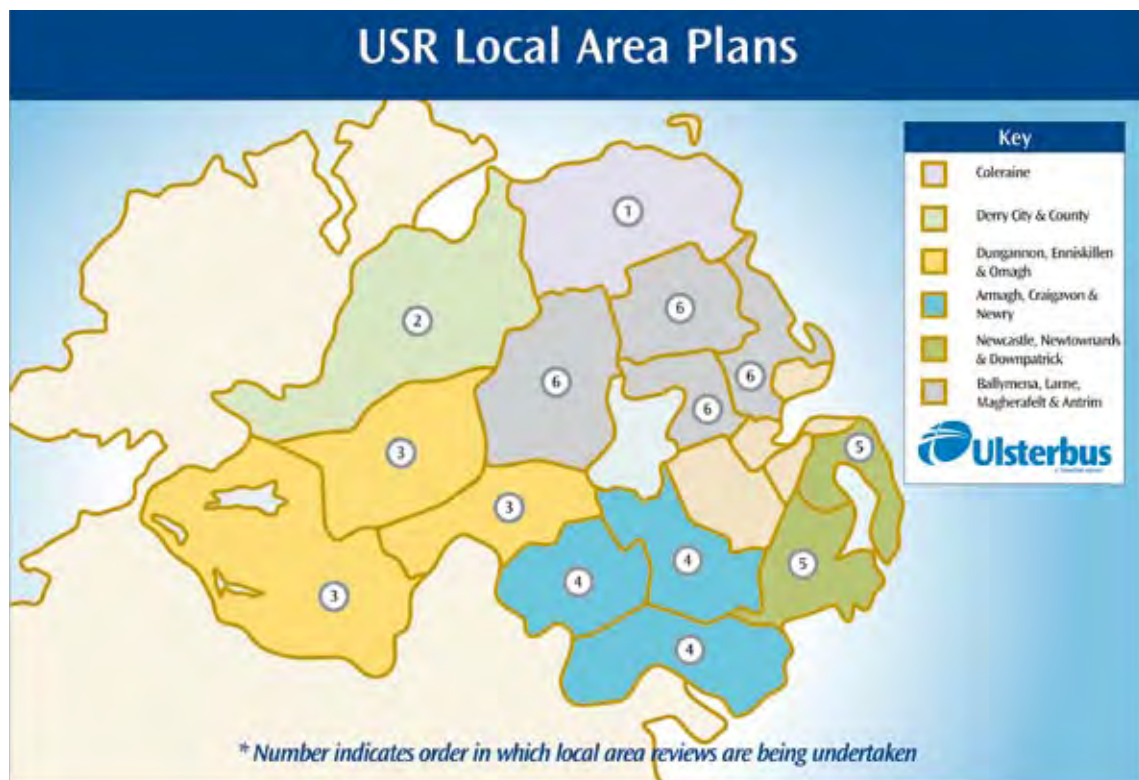 USR Local Area Plans
Key
Coleraine
Derry City & County
Dungannon, Enniskillen
& Omagh
Armagh, Craigavon &
Newry
Newcastle, Newtownards
& Downpatrick
Ballymena, Larne,
Magherafelt & Antrim
Ulsterbus
1
2
6
6
6
6
3
5
3
4
4
5
3
4
* Number indicates order in which local area reviews are being undertaken